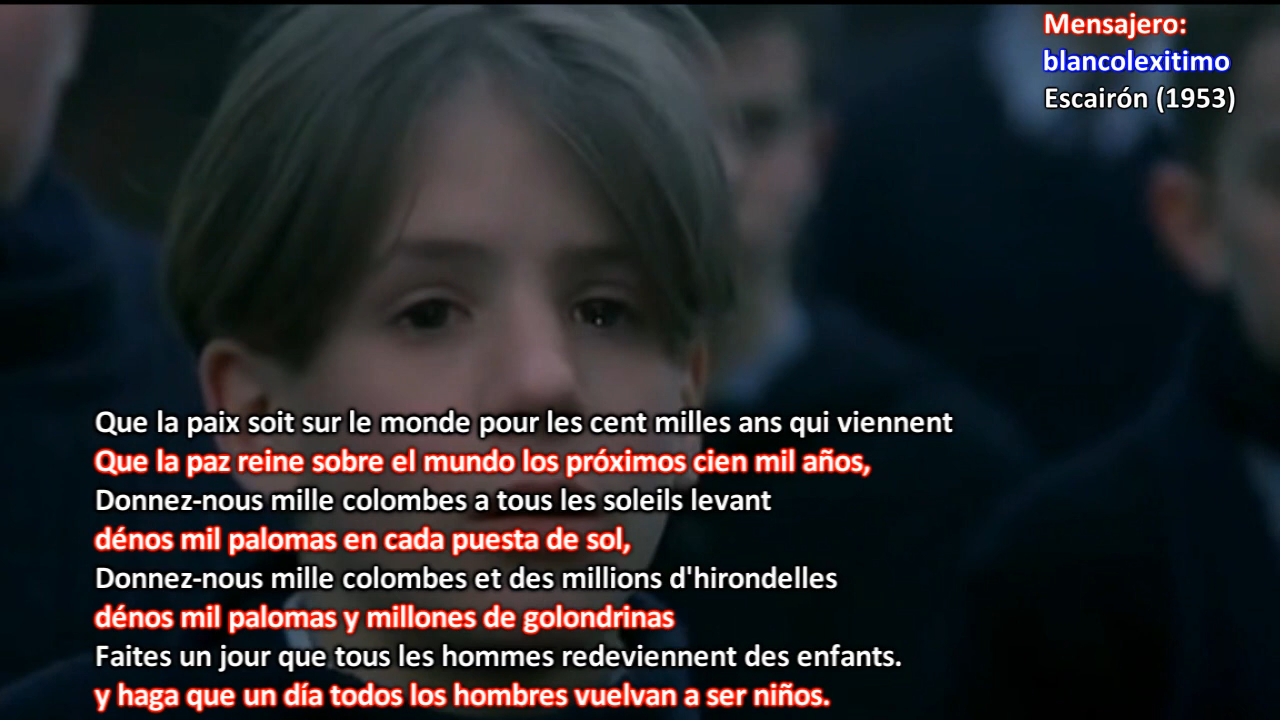 Mensajero:
blancolexitimo
Escairón (1953)
Que la paix soit sur le monde pour les cent milles ans qui viennent
Que la paz reine sobre el mundo los próximos cien mil años,
Donnez-nous mille colombes a tous les soleils levant
dénos mil palomas en cada puesta de sol,
Donnez-nous mille colombes et des millions d'hirondelles
dénos mil palomas y millones de golondrinas
Faites un jour que tous les hommes redeviennent des enfants.
y haga que un día todos los hombres vuelvan a ser niños.